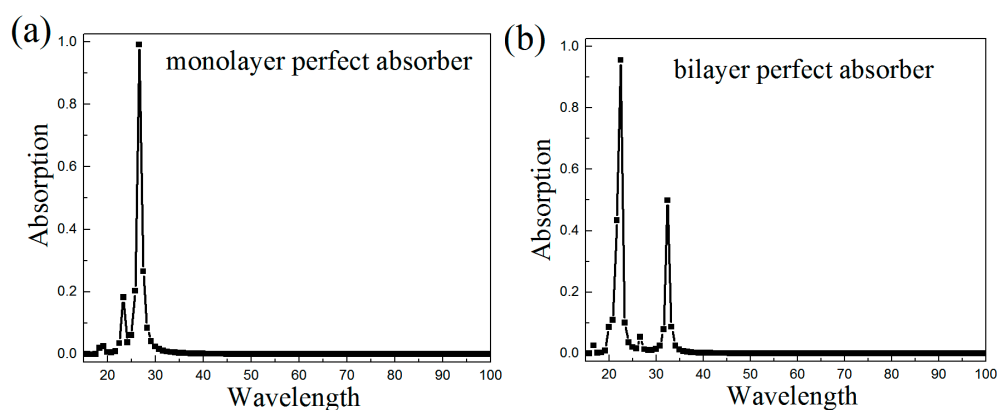 (a)
monolayer perfect absorber
1.0
0.8
0.6
0.4
0.2
0.0
Absorption
20 30 40 50 60 70 80 90 100
Wavelength
(b)
bilayer perfect absorber
1.0
0.8
0.6
0.4
0.2
0.0
Absorption
20 30 40 50 60 70 80 90 100
Wavelength